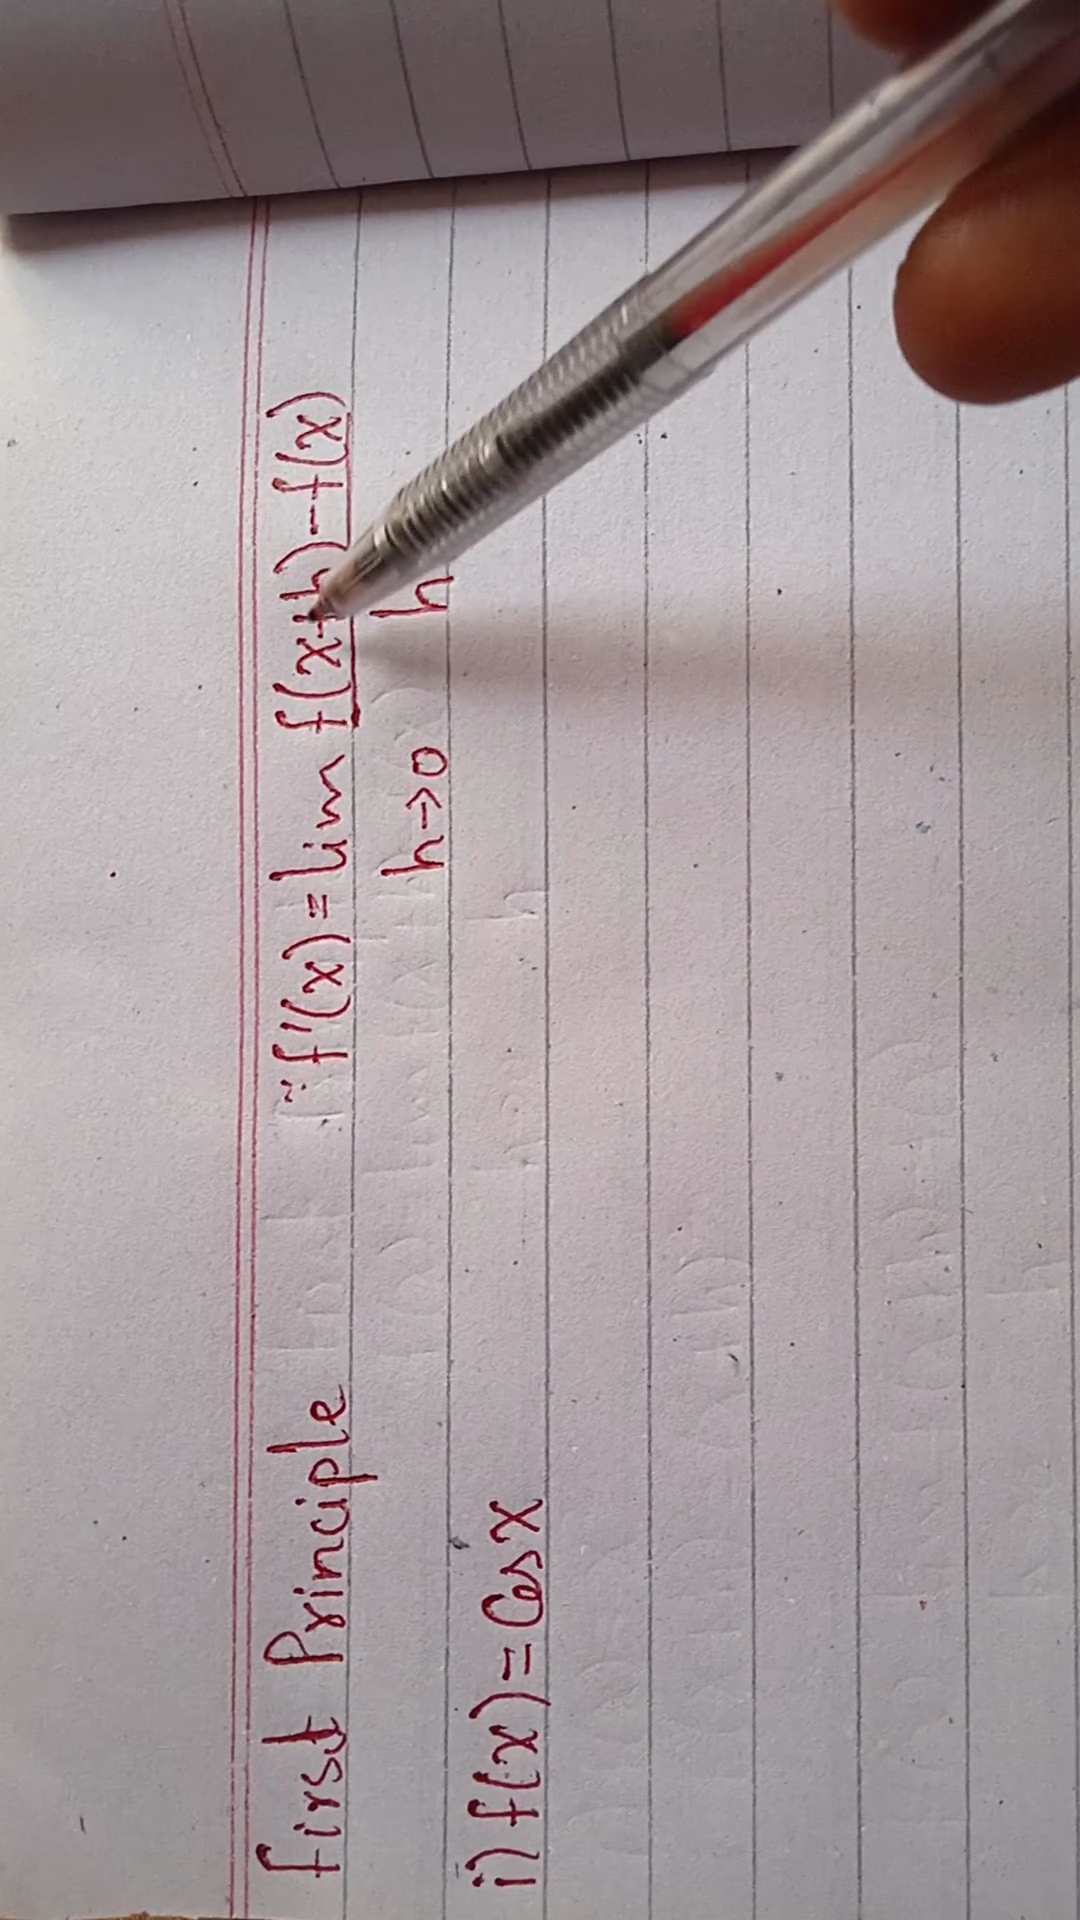 first Principle ∵ f'(x) = lim f(x+h) - f(x)
h→0 h
i) f(x) = Cos x